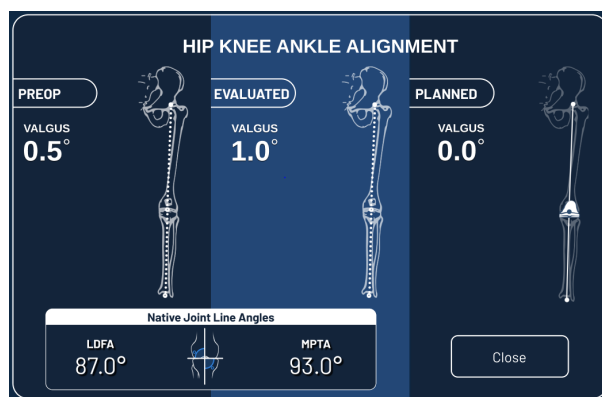 HIP KNEE ANKLE ALIGNMENT
PREOP
VALGUS
0.5°
EVALUATED
VALGUS
1.0°
PLANNED
VALGUS
0.0°
Native Joint Line Angles
LDFA
87.0°
MPTA
93.0°
Close